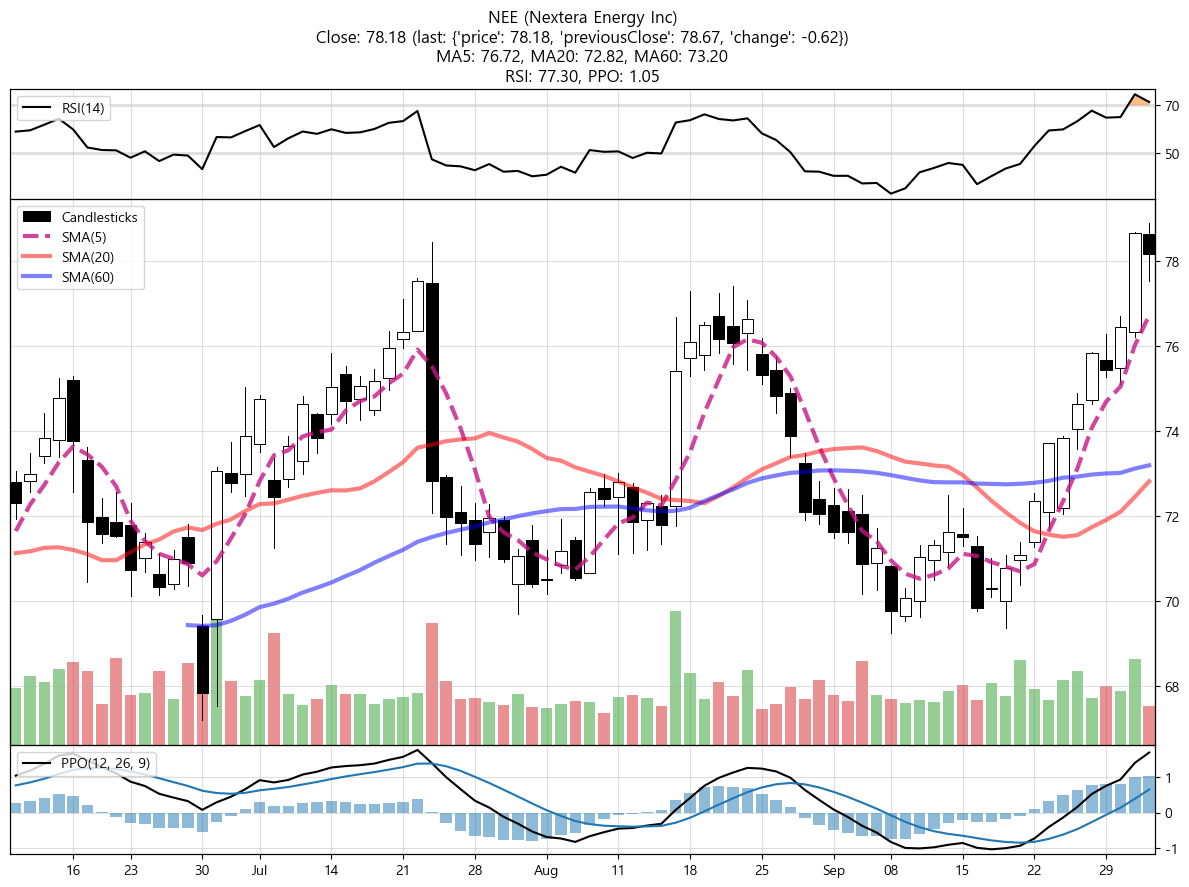 NEE (Nextera Energy Inc)
Close: 78.18 (last: {'price': 78.18, 'previousClose': 78.67, 'change': -0.62})
MA5: 76.72, MA20: 72.82, MA60: 73.20
RSI: 77.30, PPO: 1.05
RSI(14)
70
50
Candlesticks
SMA(5)
SMA(20)
SMA(60)
78
76
74
72
70
68
PPO(12, 26, 9)
1
0
-1
16 23 30 Jul 14 21 28 Aug 11 18 25 Sep 08 15 22 29